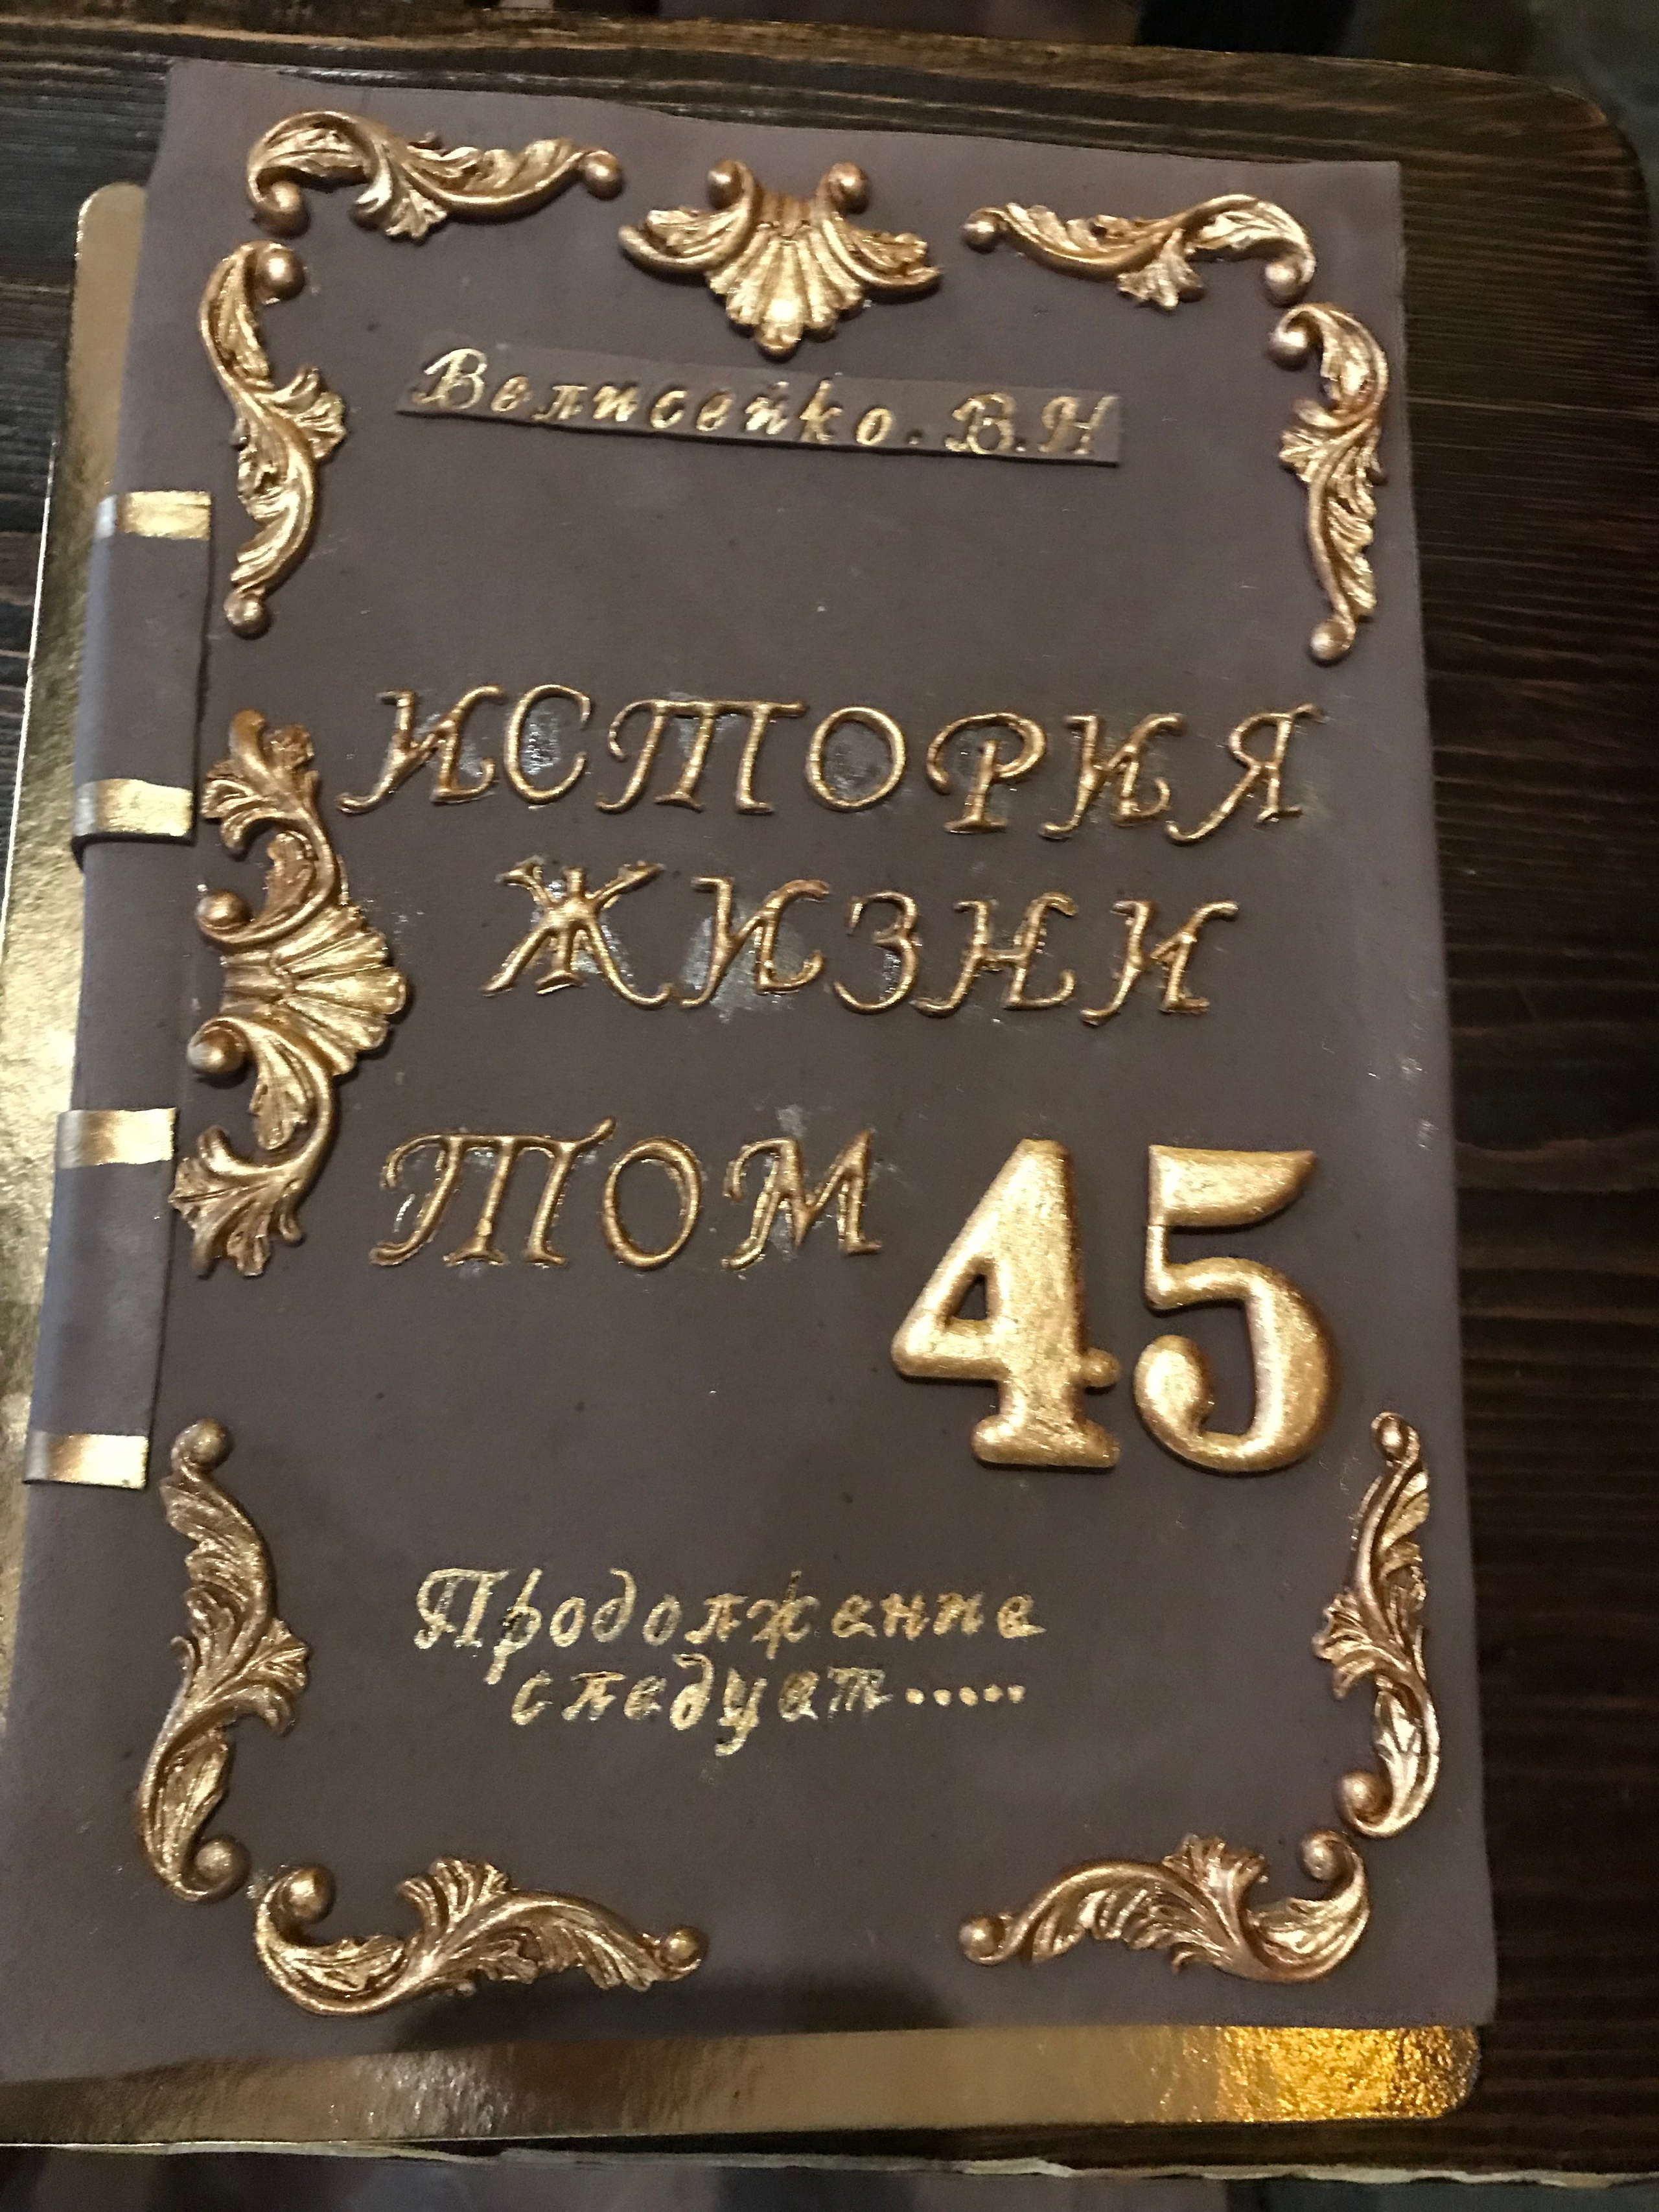 Велисейко. В.Н
ИСТОРИЯ
ЖИЗНИ
ТОМ 45
Продолжение
следует.....